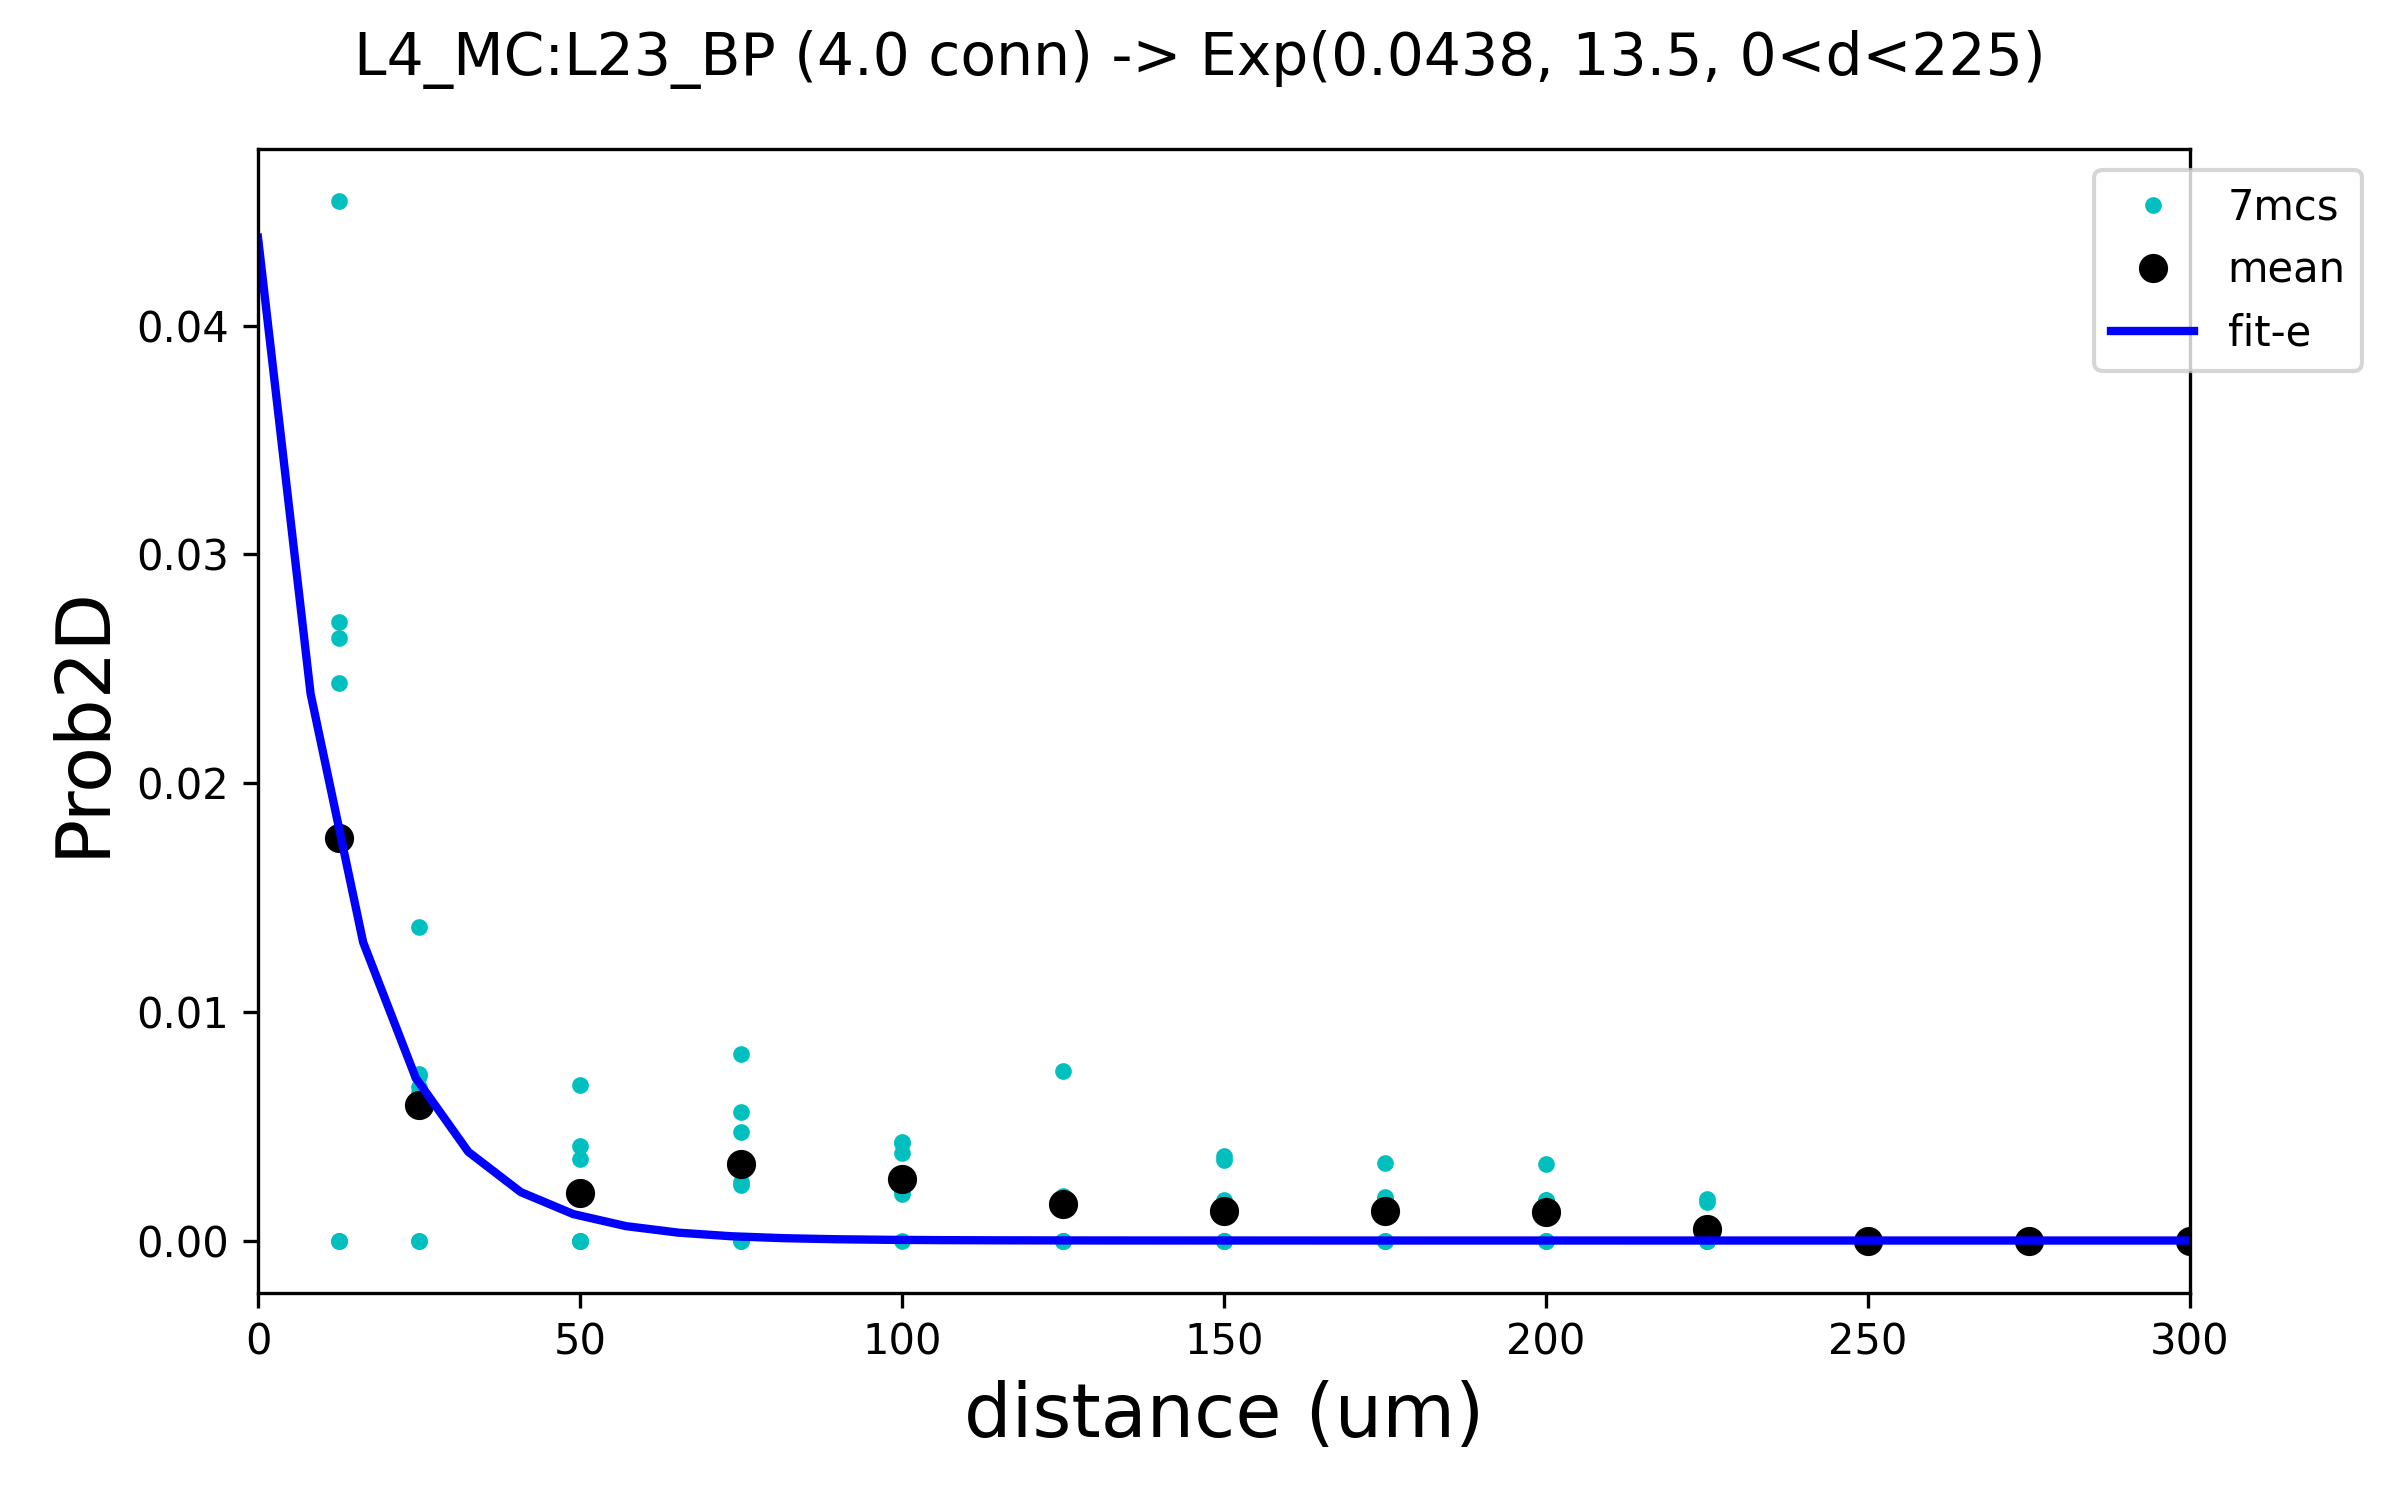 L4_MC:L23_BP (4.0 conn) -> Exp(0.0438, 13.5, 0<d<225)
7mcs
mean
fit-e
Prob2D
0.04
0.03
0.02
0.01
0.00
0 50 100 150 200 250 300
distance (um)